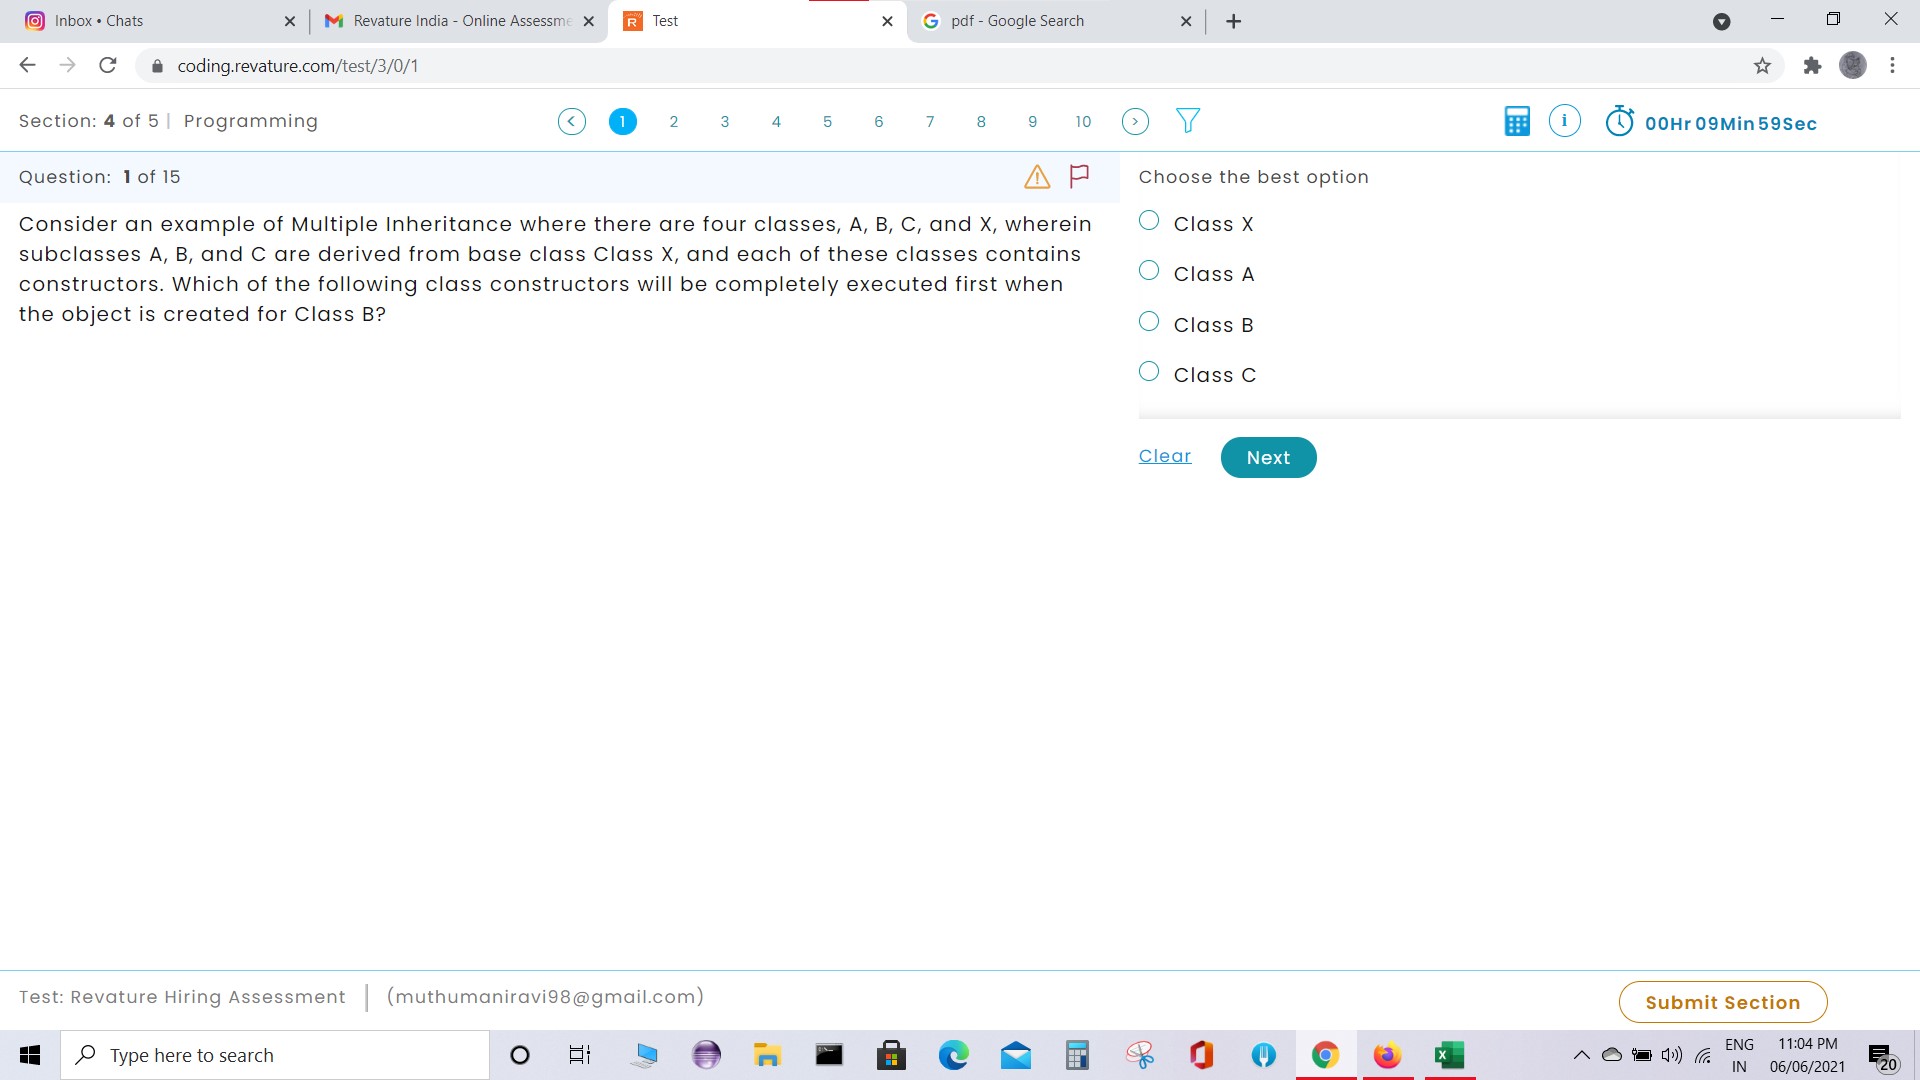 Inbox • Chats
Revature India - Online Assessme
Test
pdf - Google Search
coding.revature.com/test/3/0/1
Section: 4 of 5 | Programming
1 2 3 4 5 6 7 8 9 10
00Hr 09Min 59Sec
Question: 1 of 15
Consider an example of Multiple Inheritance where there are four classes, A, B, C, and X, wherein
subclasses A, B, and C are derived from base class Class X, and each of these classes contains
constructors. Which of the following class constructors will be completely executed first when
the object is created for Class B?
Choose the best option
Class X
Class A
Class B
Class C
Clear
Next
Test: Revature Hiring Assessment | (muthumaniravi98@gmail.com)
Submit Section
Type here to search
ENG
IN
11:04 PM
06/06/2021
20